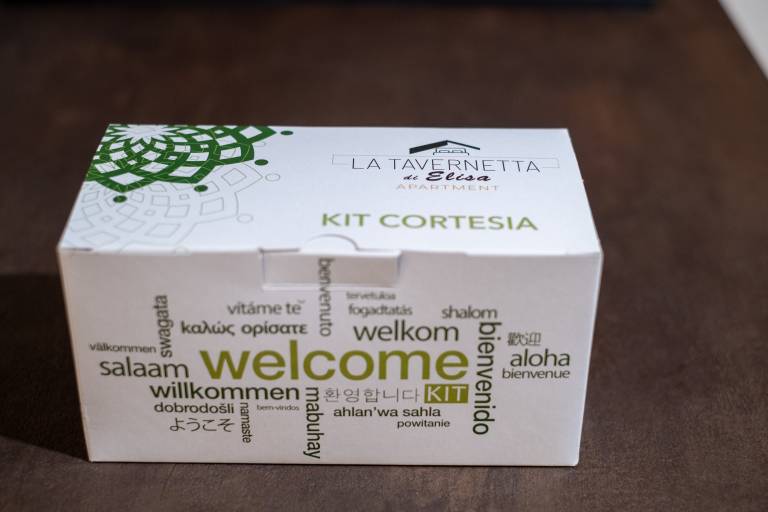 LA TAVERNETTA
di Elisa
APARTMENT
KIT CORTESIA
benvenuto
tervetuloa
swagata
vítáme tě
fogadtatás
shalom
καλώς ορίσατε
welkom
bienvenido
歡迎
välkommen
welcome
aloha
salaam
bienvenue
willkommen
환영합니다
KIT
dobrodošli
namaste
bem-vindos
mabuhay
ahlan'wa sahla
ようこそ
powitanie